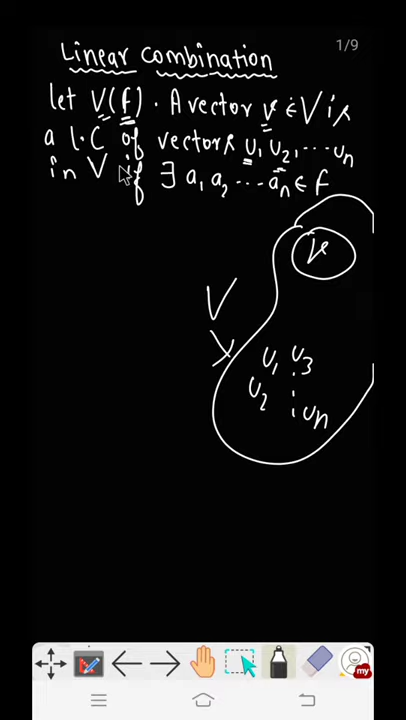 1/9
Linear combination
let V(F). A vector v ∈ V is
a l.C of vectors u1, u2, ... un
in V if ∃ a1, a2 ... an ∈ F
v
V
u1 u3
u2
un
my